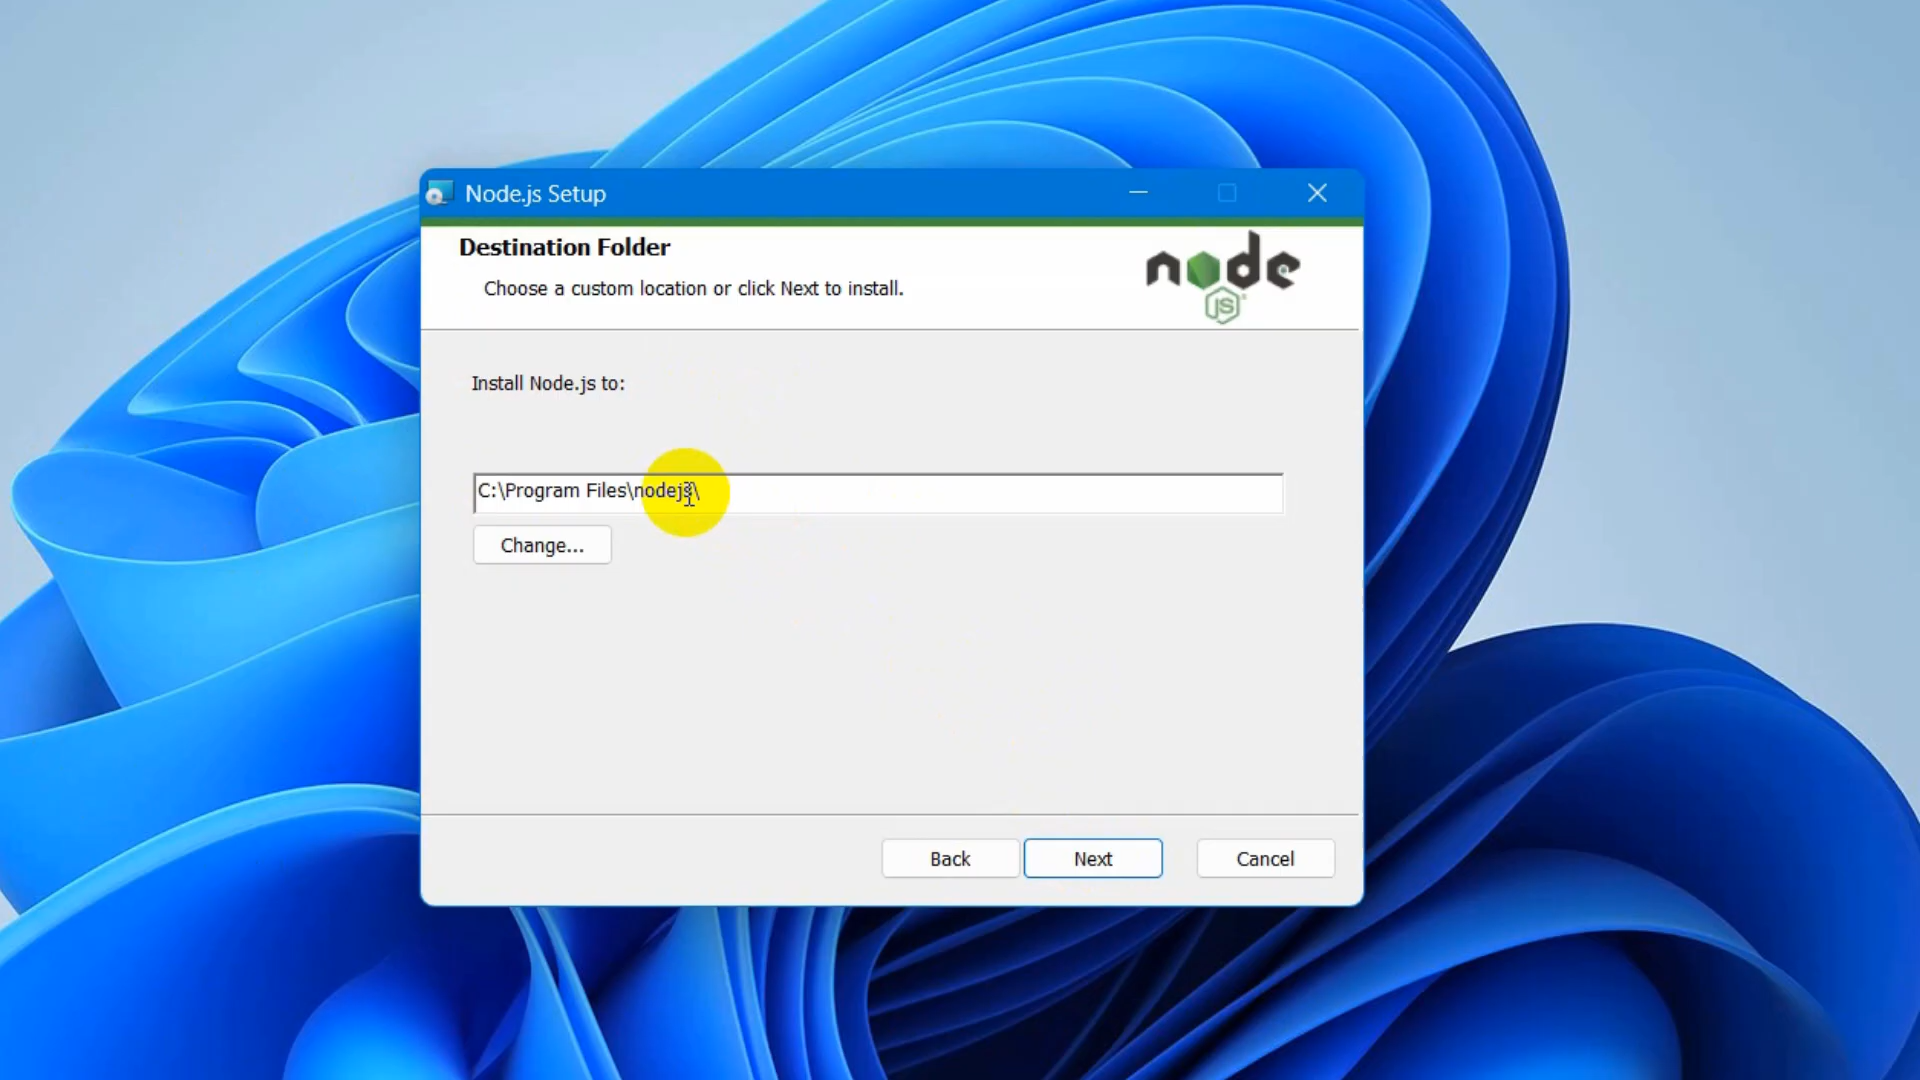 Node.js Setup
Destination Folder
Choose a custom location or click Next to install.
node
JS
Install Node.js to:
C:\Program Files\nodejs\
Change...
Back
Next
Cancel